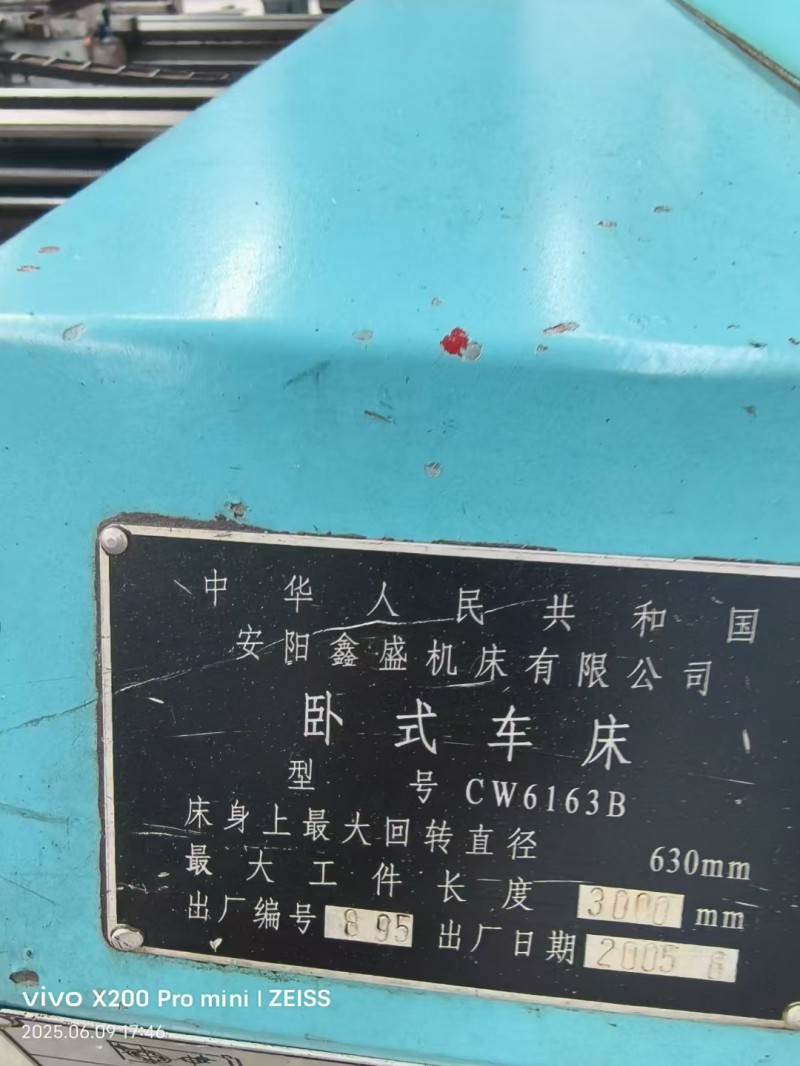 中华人民共和国
安阳鑫盛机床有限公司
卧式车床
型号 CW6163B
床身上最大回转直径 630mm
最大工件长度 3000 mm
出厂编号 895 出厂日期 2005 6
vivo X200 Pro mini | ZEISS
2025.06.09 17:46